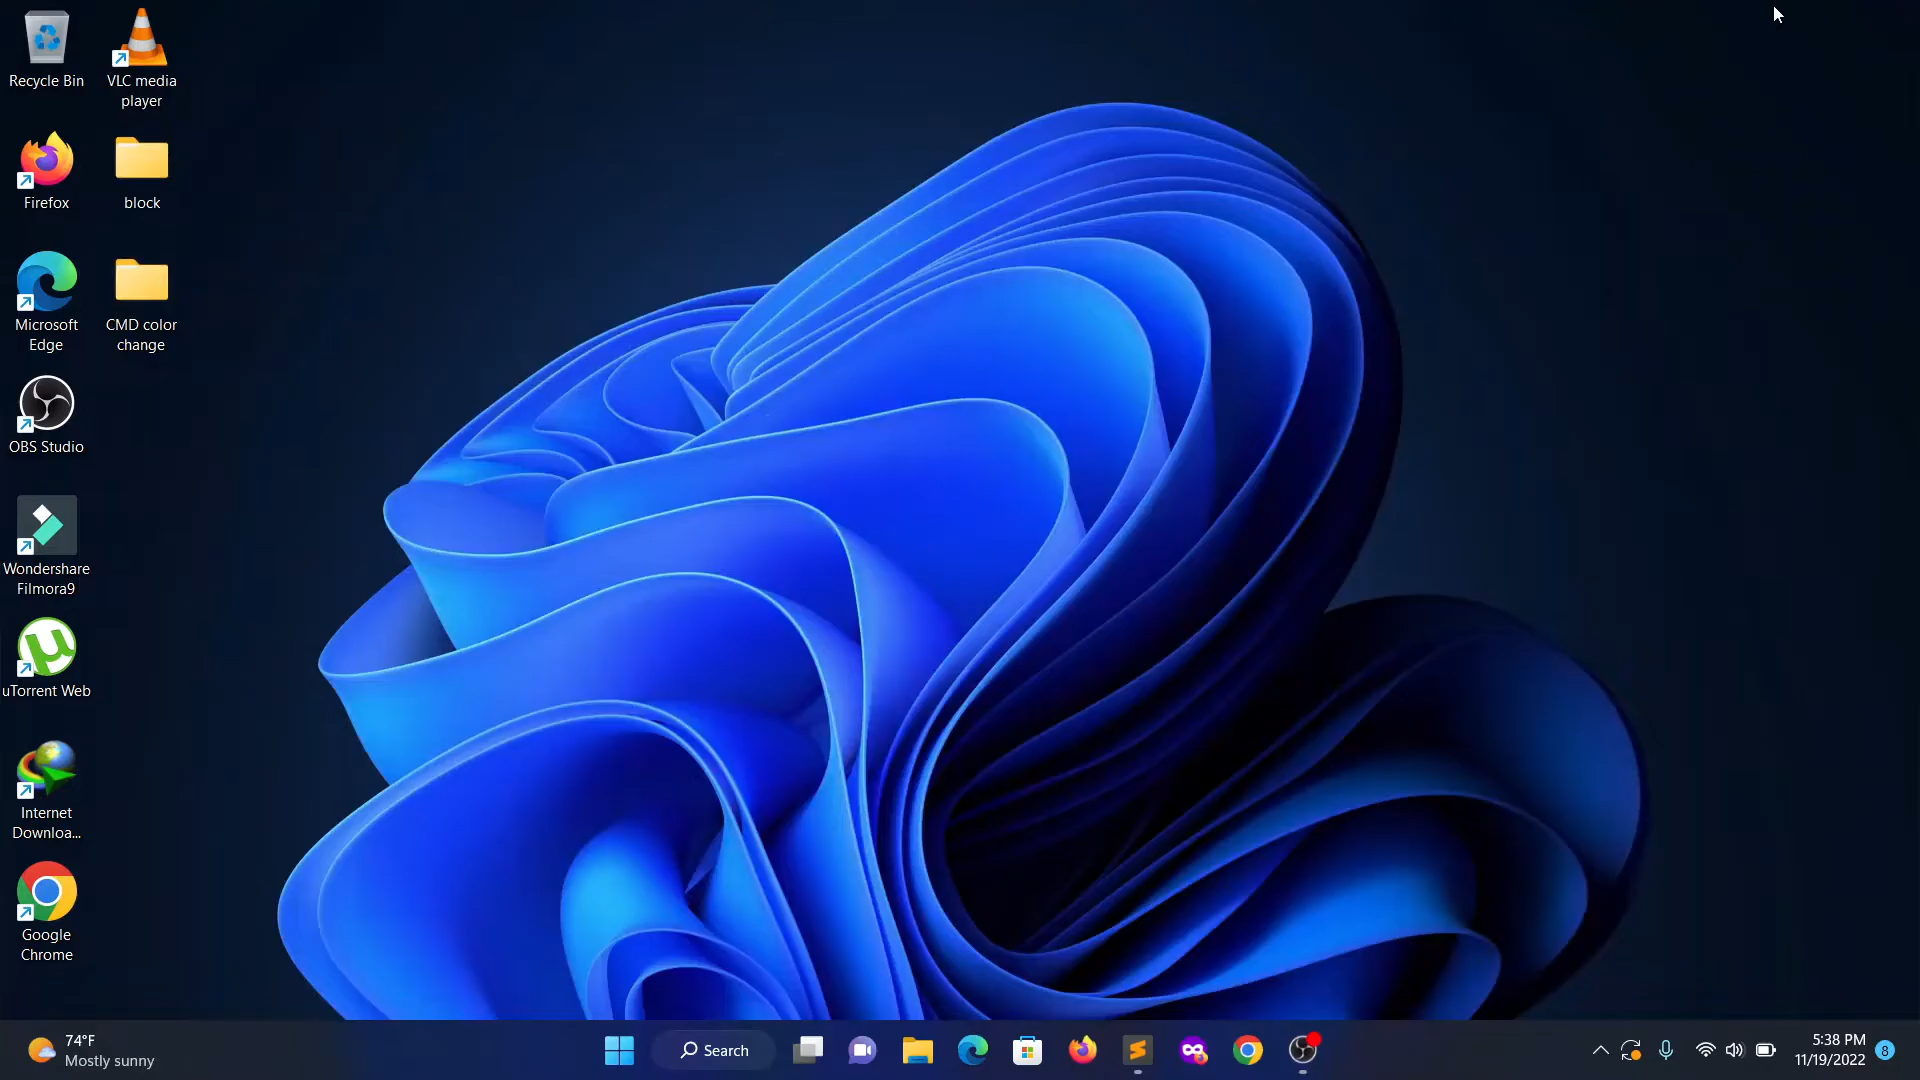 Recycle Bin
VLC media
player
Firefox
block
Microsoft
Edge
CMD color
change
OBS Studio
Wondershare
Filmora9
uTorrent Web
Internet
Downloa...
Google
Chrome
74°F
Mostly sunny
Search
5:38 PM
11/19/2022
8